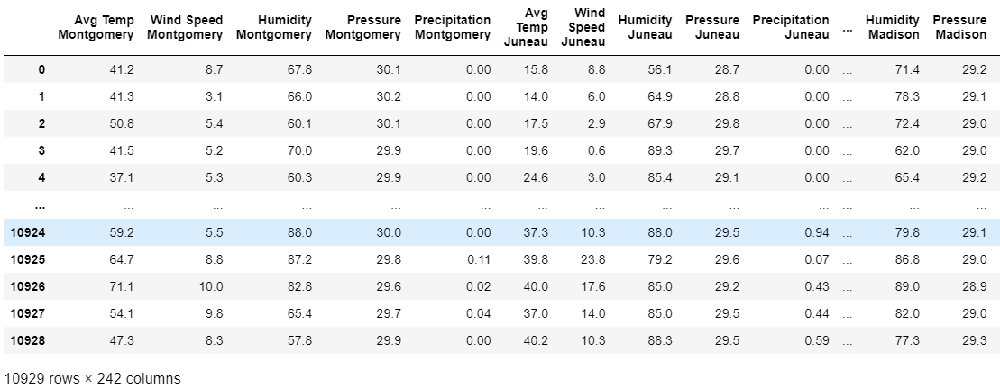 Avg Temp Montgomery Wind Speed Montgomery Humidity Montgomery Pressure Montgomery Precipitation Montgomery Avg Temp Juneau Wind Speed Juneau Humidity Juneau Pressure Juneau Precipitation Juneau ... Humidity Madison Pressure Madison
0 41.2 8.7 67.8 30.1 0.00 15.8 8.8 56.1 28.7 0.00 ... 71.4 29.2
1 41.3 3.1 66.0 30.2 0.00 14.0 6.0 64.9 28.8 0.00 ... 78.3 29.1
2 50.8 5.4 60.1 30.1 0.00 17.5 2.9 67.9 29.8 0.00 ... 72.4 29.0
3 41.5 5.2 70.0 29.9 0.00 19.6 0.6 89.3 29.7 0.00 ... 62.0 29.0
4 37.1 5.3 60.3 29.9 0.00 24.6 3.0 85.4 29.1 0.00 ... 65.4 29.2
... ... ... ... ... ... ... ... ... ... ... ... ... ...
10924 59.2 5.5 88.0 30.0 0.00 37.3 10.3 88.0 29.5 0.94 ... 79.8 29.1
10925 64.7 8.8 87.2 29.8 0.11 39.8 23.8 79.2 29.6 0.07 ... 86.8 29.0
10926 71.1 10.0 82.8 29.6 0.02 40.0 17.6 85.0 29.2 0.43 ... 89.0 28.9
10927 54.1 9.8 65.4 29.7 0.04 37.0 14.0 85.0 29.5 0.44 ... 82.0 29.0
10928 47.3 8.3 57.8 29.9 0.00 40.2 10.3 88.3 29.5 0.59 ... 77.3 29.3
10929 rows × 242 columns